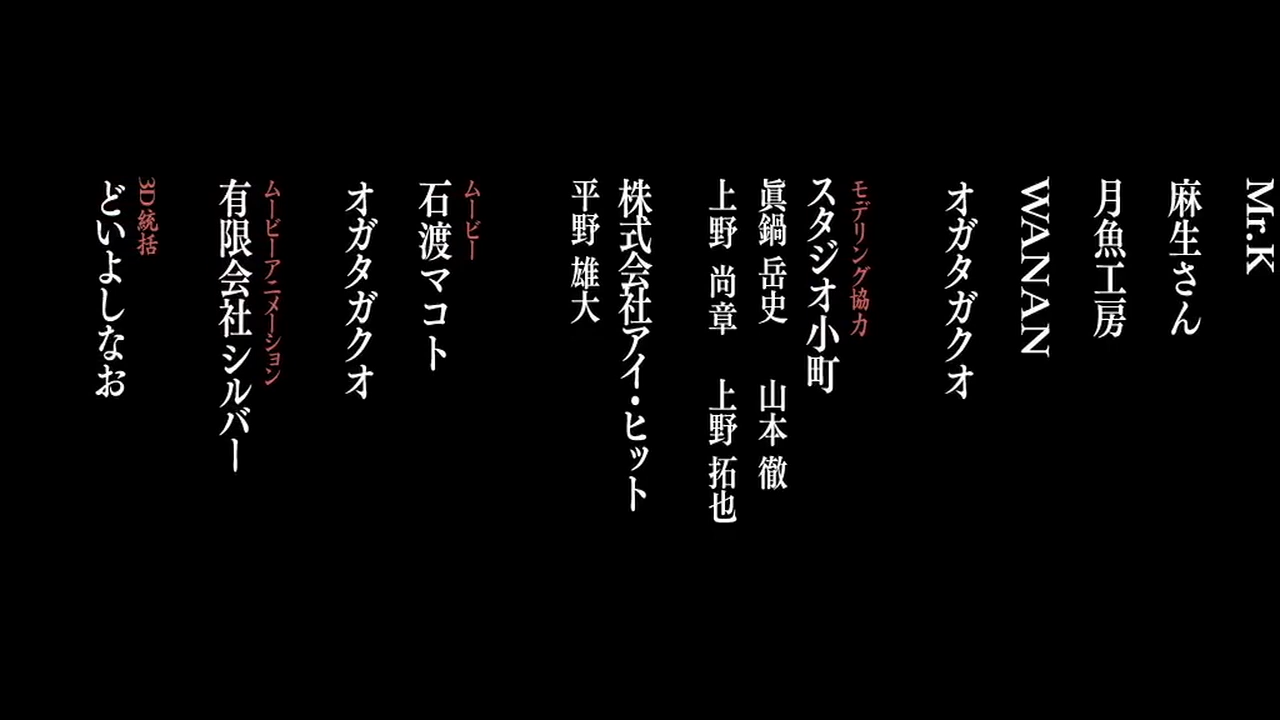 Mr.K
麻生さん
月魚工房
WANAN
オガタガクオ
モデリング協力
スタジオ小町
眞鍋 岳史 山本 徹
上野 尚章 上野 拓也
株式会社アイ・ヒット
平野 雄大
ムービー
石渡マコト
オガタガクオ
ムービーアニメーション
有限会社シルバー
3D統括
どいよしなお